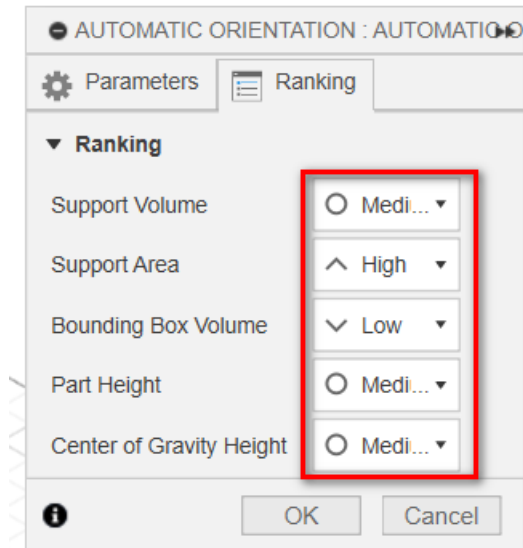 AUTOMATIC ORIENTATION : AUTOMATIC O
Parameters Ranking
Ranking
Support Volume Medi...
Support Area High
Bounding Box Volume Low
Part Height Medi...
Center of Gravity Height Medi...
OK Cancel